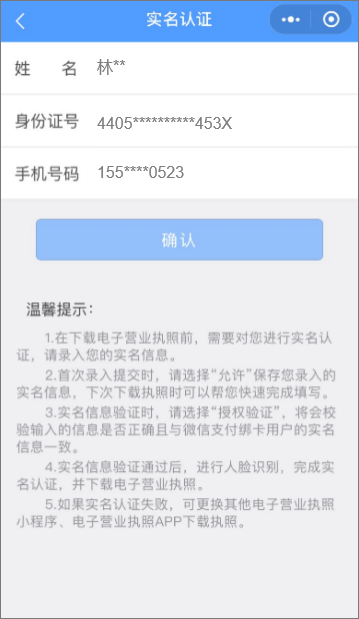 实名认证
姓 名 林**
身份证号 4405**********453X
手机号码 155****0523
确认
温馨提示：
1.在下载电子营业执照前，需要对您进行实名认
证，请录入您的实名信息。
2.首次录入提交时，请选择“允许”保存您录入的
实名信息，下次下载执照时可以帮您快速完成填写。
3.实名信息验证时，请选择“授权验证”，将会校
验输入的信息是否正确且与微信支付绑卡用户的实名
信息一致。
4.实名信息验证通过后，进行人脸识别，完成实
名认证，并下载电子营业执照。
5.如果实名认证失败，可更换其他电子营业执照
小程序、电子营业执照APP下载执照。